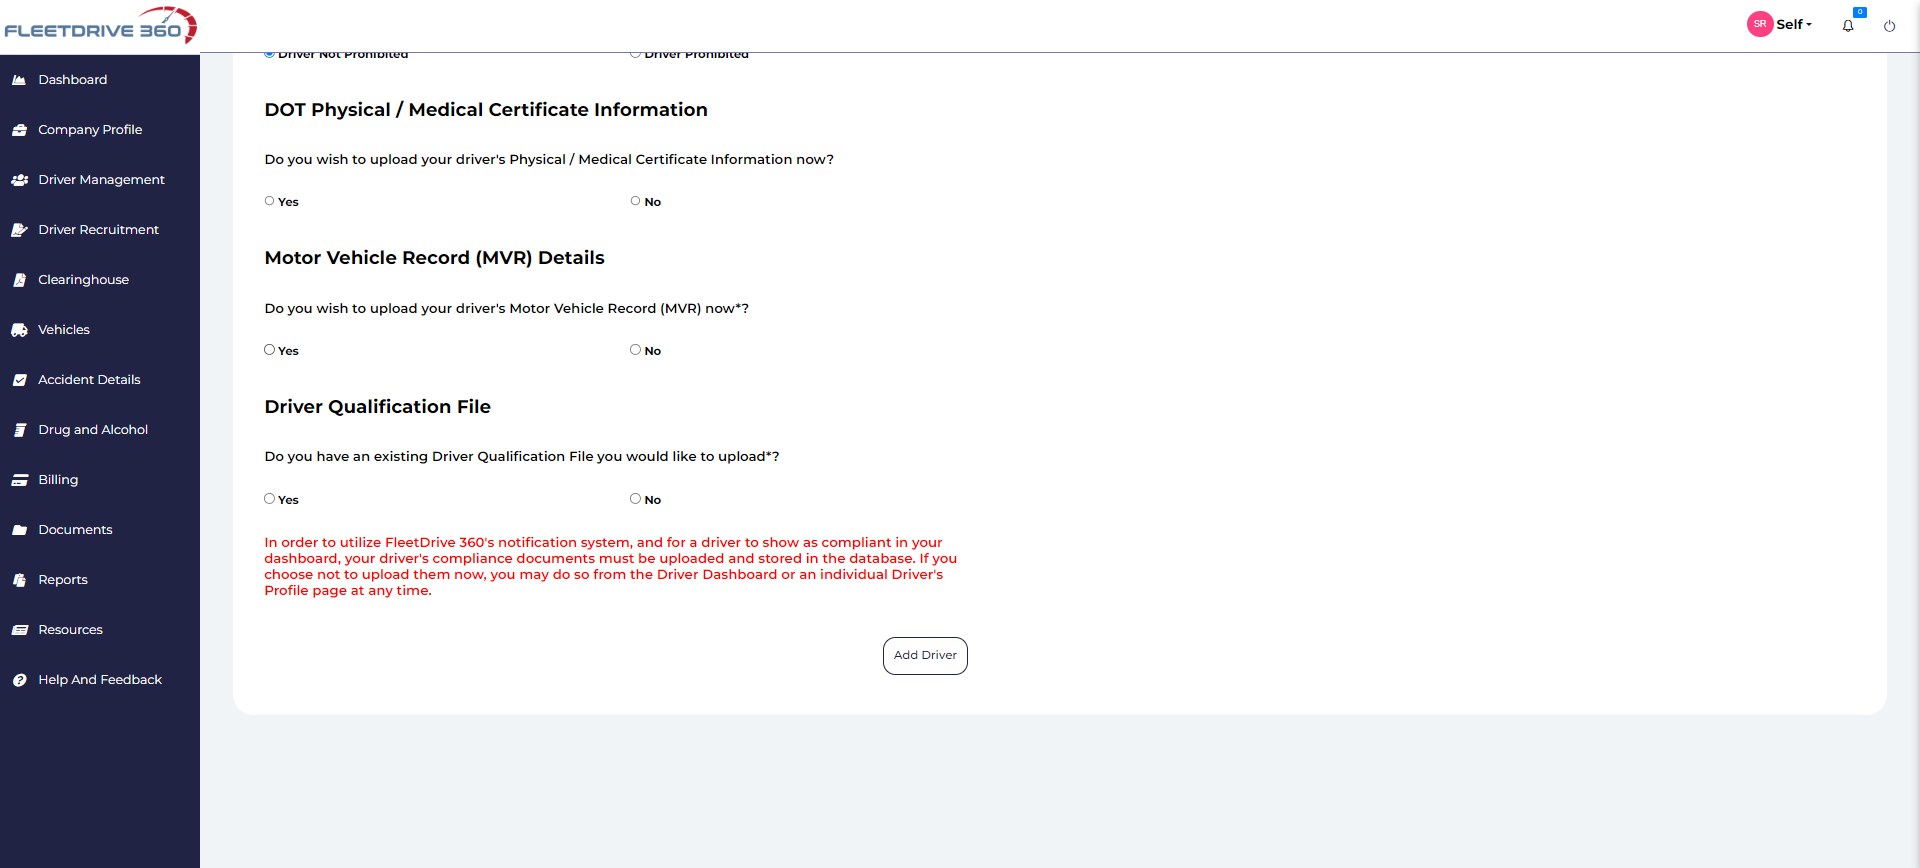 FLEETDRIVE 360
SR Self
0
Dashboard
Company Profile
Driver Management
Driver Recruitment
Clearinghouse
Vehicles
Accident Details
Drug and Alcohol
Billing
Documents
Reports
Resources
Help And Feedback
Driver Not Prohibited Driver Prohibited
DOT Physical / Medical Certificate Information
Do you wish to upload your driver's Physical / Medical Certificate Information now?
Yes No
Motor Vehicle Record (MVR) Details
Do you wish to upload your driver's Motor Vehicle Record (MVR) now*?
Yes No
Driver Qualification File
Do you have an existing Driver Qualification File you would like to upload*?
Yes No
In order to utilize FleetDrive 360's notification system, and for a driver to show as compliant in your
dashboard, your driver's compliance documents must be uploaded and stored in the database. If you
choose not to upload them now, you may do so from the Driver Dashboard or an individual Driver's
Profile page at any time.
Add Driver